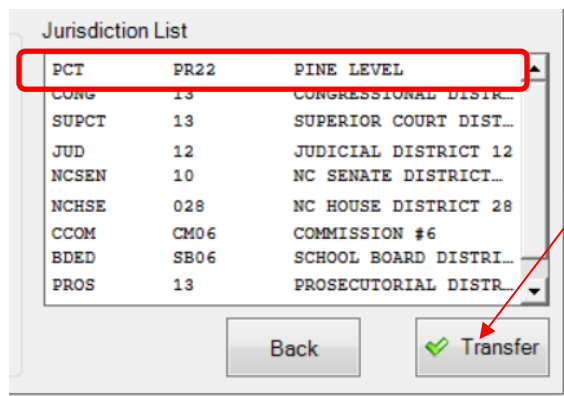 Jurisdiction List
PCT PR22 PINE LEVEL
CONG 13 CONGRESSIONAL DISTR…
SUPCT 13 SUPERIOR COURT DIST…
JUD 12 JUDICIAL DISTRICT 12
NCSEN 10 NC SENATE DISTRICT…
NCHSE 028 NC HOUSE DISTRICT 28
CCOM CM06 COMMISSION #6
BDED SB06 SCHOOL BOARD DISTRI…
PROS 13 PROSECUTORIAL DISTR…
Back Transfer